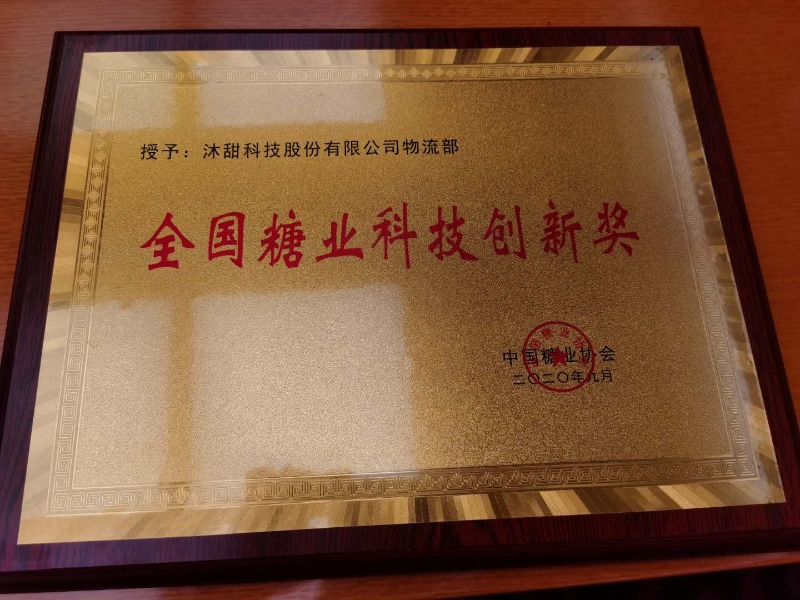 授予：沐甜科技股份有限公司物流部
全国糖业科技创新奖
中国糖业协会
二〇二〇年九月